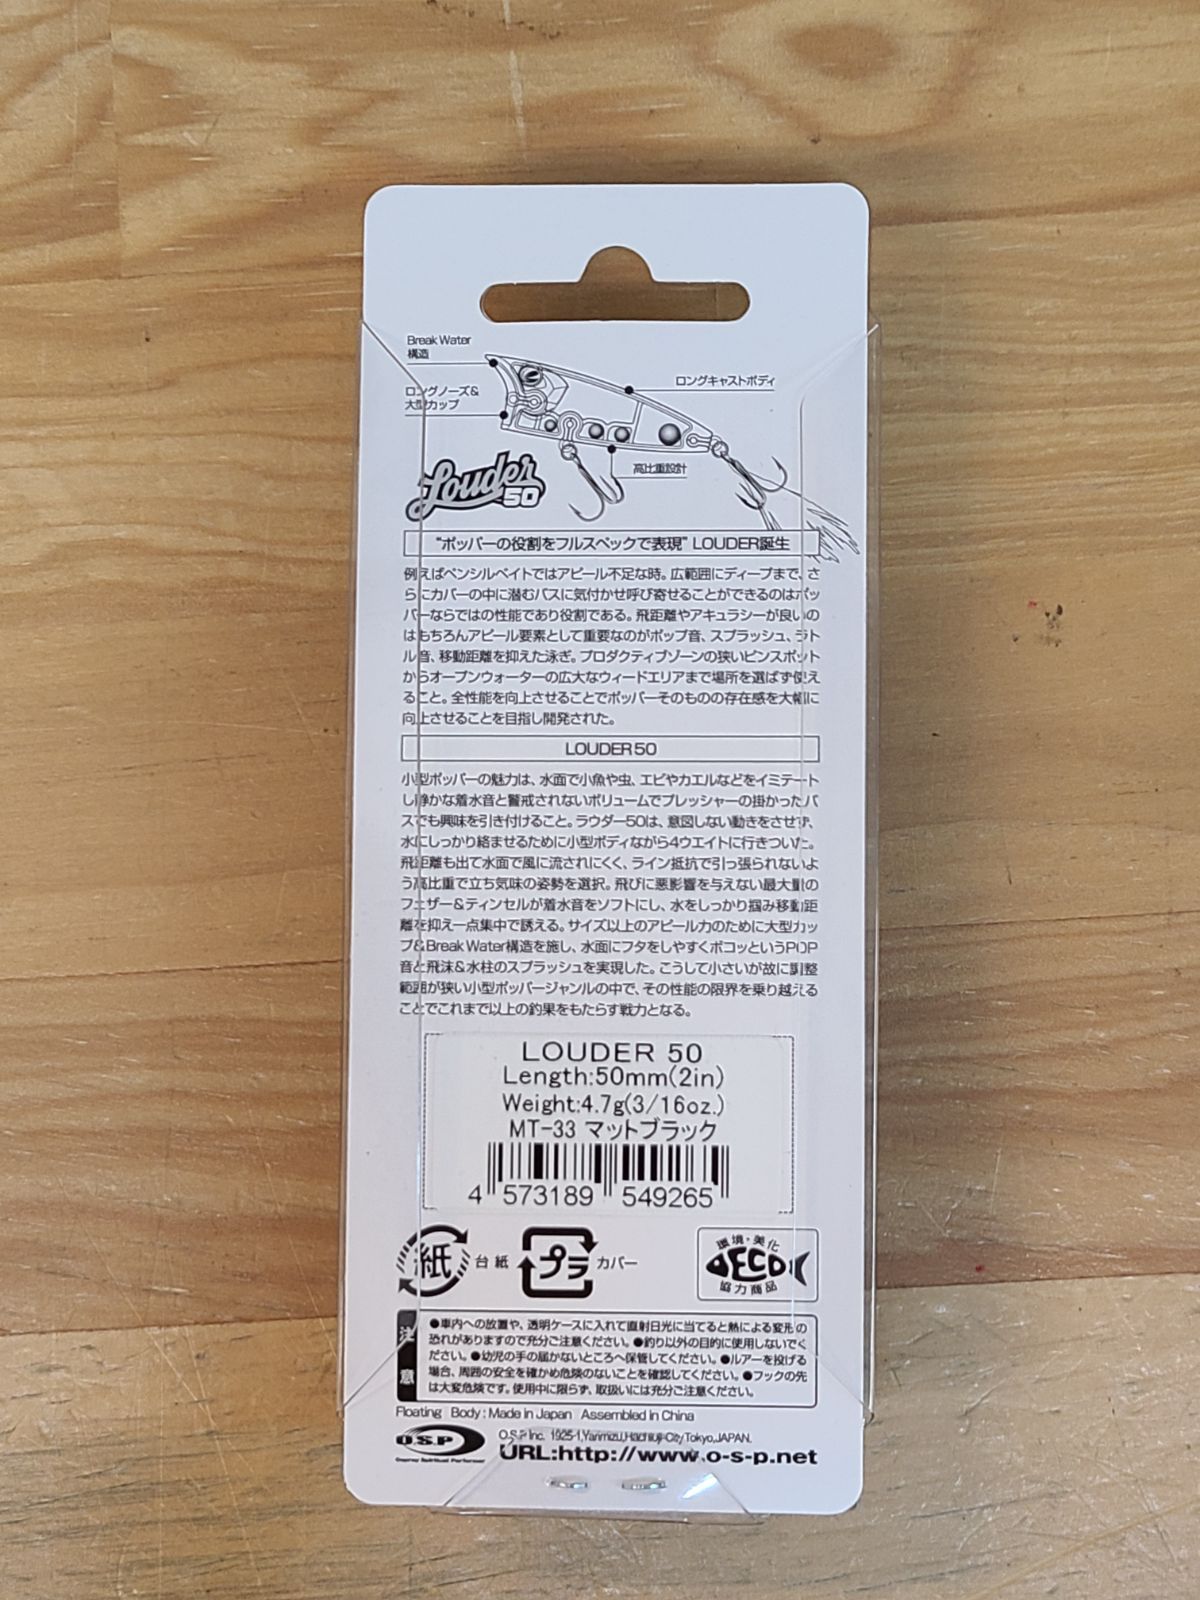 Break Water
構造
ロングノーズ&
大型カップ
ロングキャストボディ
高比重設計
Louder
50
"ポッパーの役割をフルスペックで表現" LOUDER誕生
例えばペンシルベイトではアピール不足な時。広範囲にディープまで、さ
らにカバーの中に潜むバスに気付かせ呼び寄せることができるのはポッ
パーならではの性能であり役割である。飛距離やアキュラシーが良いの
はもちろんアピール要素として重要なのがポップ音、スプラッシュ、ラト
ル音、移動距離を抑えた泳ぎ。プロダクティブゾーンの狭いピンスポット
からオープンウォーターの広大なウィードエリアまで場所を選ばず使え
ること。全性能を向上させることでポッパーそのものの存在感を大幅に
向上させることを目指し開発された。
LOUDER 50
小型ポッパーの魅力は、水面で小魚や虫、エビやカエルなどをイミテート
し静かな着水音と警戒されないボリュームでプレッシャーの掛かったバ
スでも興味を引き付けること。ラウダー50は、意図しない動きをさせず、
水にしっかり絡ませるために小型ボディながら4ウエイトに行きついた。
飛距離も出て水面で風に流されにくく、ライン抵抗で引っ張られないよ
う高比重で立ち気味の姿勢を選択。飛びに悪影響を与えない最大量の
フェザー&ティンセルが着水音をソフトにし、水をしっかり掴み移動距
離を抑え一点集中で誘える。サイズ以上のアピール力のために大型カッ
プ&Break Water構造を施し、水面にフタをしやすくポコッというPOP
音と飛沫&水柱のスプラッシュを実現した。こうして小さいが故に調整
範囲が狭い小型ポッパージャンルの中で、その性能の限界を乗り越える
ことでこれまで以上の釣果をもたらす戦力となる。
LOUDER 50
Length:50mm(2in)
Weight:4.7g(3/16oz.)
MT-33 マットブラック
4 573189 549265
紙 台紙 プラ カバー
環境・美化
ECO
協力商品
注意
●車内への放置や、透明ケースに入れて直射日光に当てると熱による変形の
恐れがありますので充分ご注意ください。●釣り以外の目的に使用しないでく
ださい。●幼児の手の届かないところへ保管してください。●ルアーを投げる
場合、周囲の安全を確かめ危険のないことを確認してください。●フックの先
は大変危険です。使用中に限らず、取扱いには充分ご注意ください。
Floating Body : Made in Japan Assembled in China
O.S.P
Osprey Spiritual Performer
O.S.P Inc. 1925-1,Yarimizu,Hachiuji-City Tokyo,JAPAN.
URL:http://www.o-s-p.net